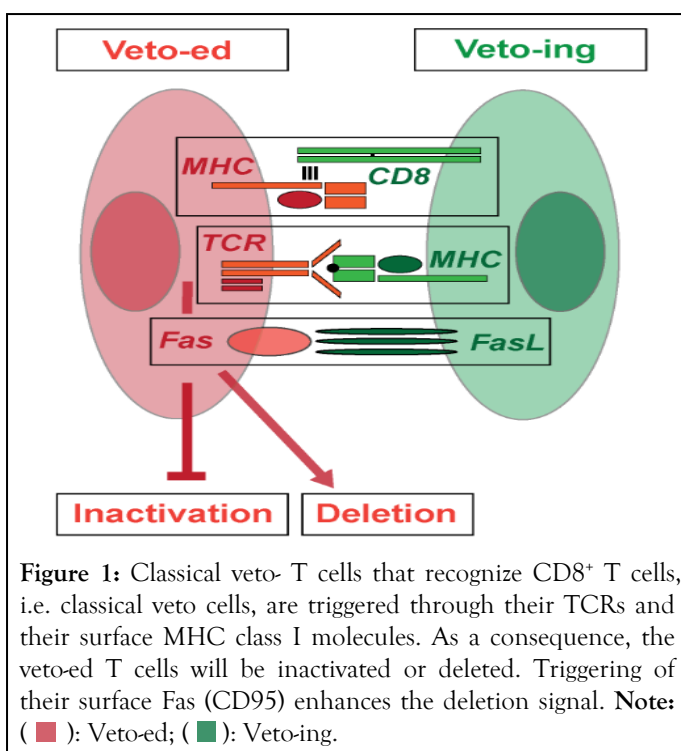 Veto-ed Veto-ing
MHC
CD8
TCR
MHC
Fas FasL
Inactivation Deletion
Figure 1: Classical veto- T cells that recognize CD8⁺ T cells,
i.e. classical veto cells, are triggered through their TCRs and
their surface MHC class I molecules. As a consequence, the
veto-ed T cells will be inactivated or deleted. Triggering of
their surface Fas (CD95) enhances the deletion signal. Note:
( ■ ): Veto-ed; ( ■ ): Veto-ing.